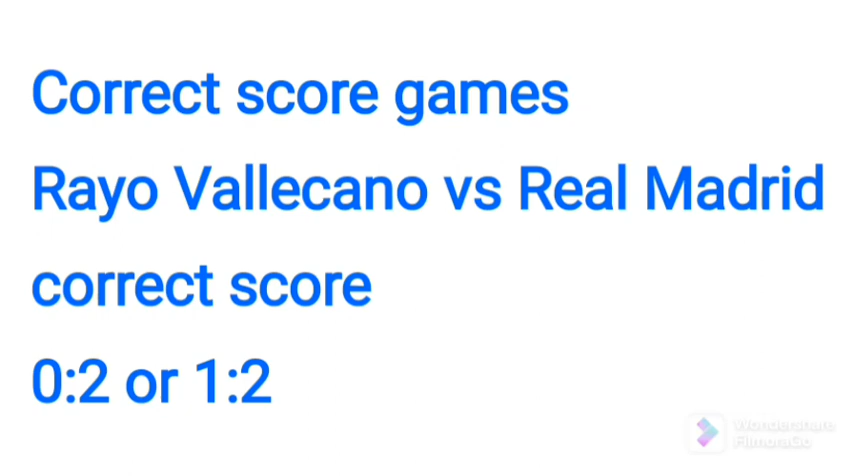 Correct score games
Rayo Vallecano vs Real Madrid
correct score
0:2 or 1:2
Wondershare
FilmoraGo